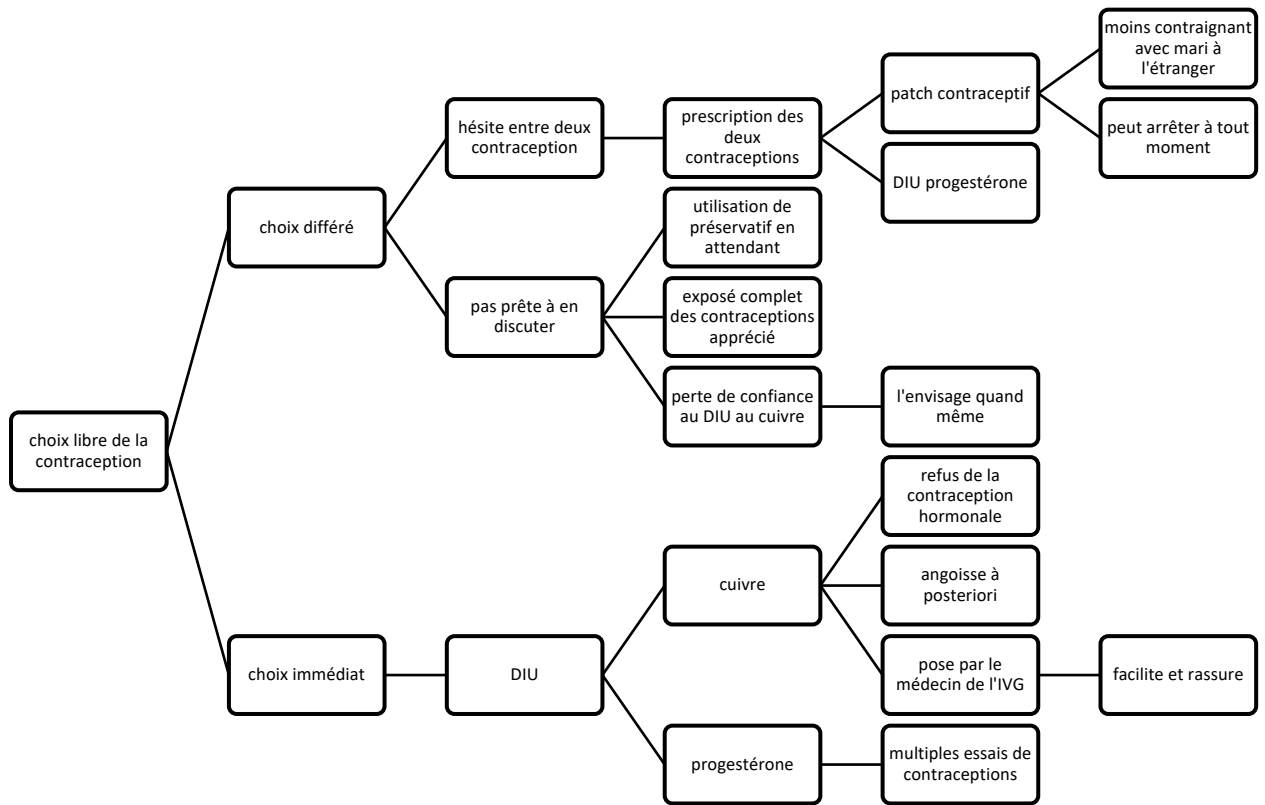 moins contraignant
avec mari à
l'étranger
patch contraceptif
hésite entre deux
contraception
prescription des
deux
contraceptions
peut arrêter à tout
moment
DIU progestérone
choix différé
utilisation de
préservatif en
attendant
pas prête à en
discuter
exposé complet
des contraceptions
apprécié
perte de confiance
au DIU au cuivre
l'envisage quand
même
choix libre de la
contraception
refus de la
contraception
hormonale
cuivre
angoisse à
posteriori
choix immédiat
DIU
pose par le
médecin de l'IVG
facilite et rassure
progestérone
multiples essais de
contraceptions